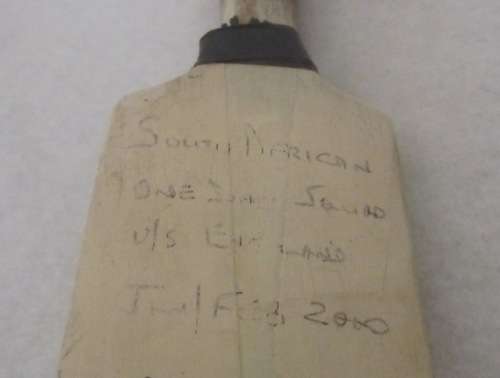 South African
One Day Squad
v/s England
Jan/Feb, 2000